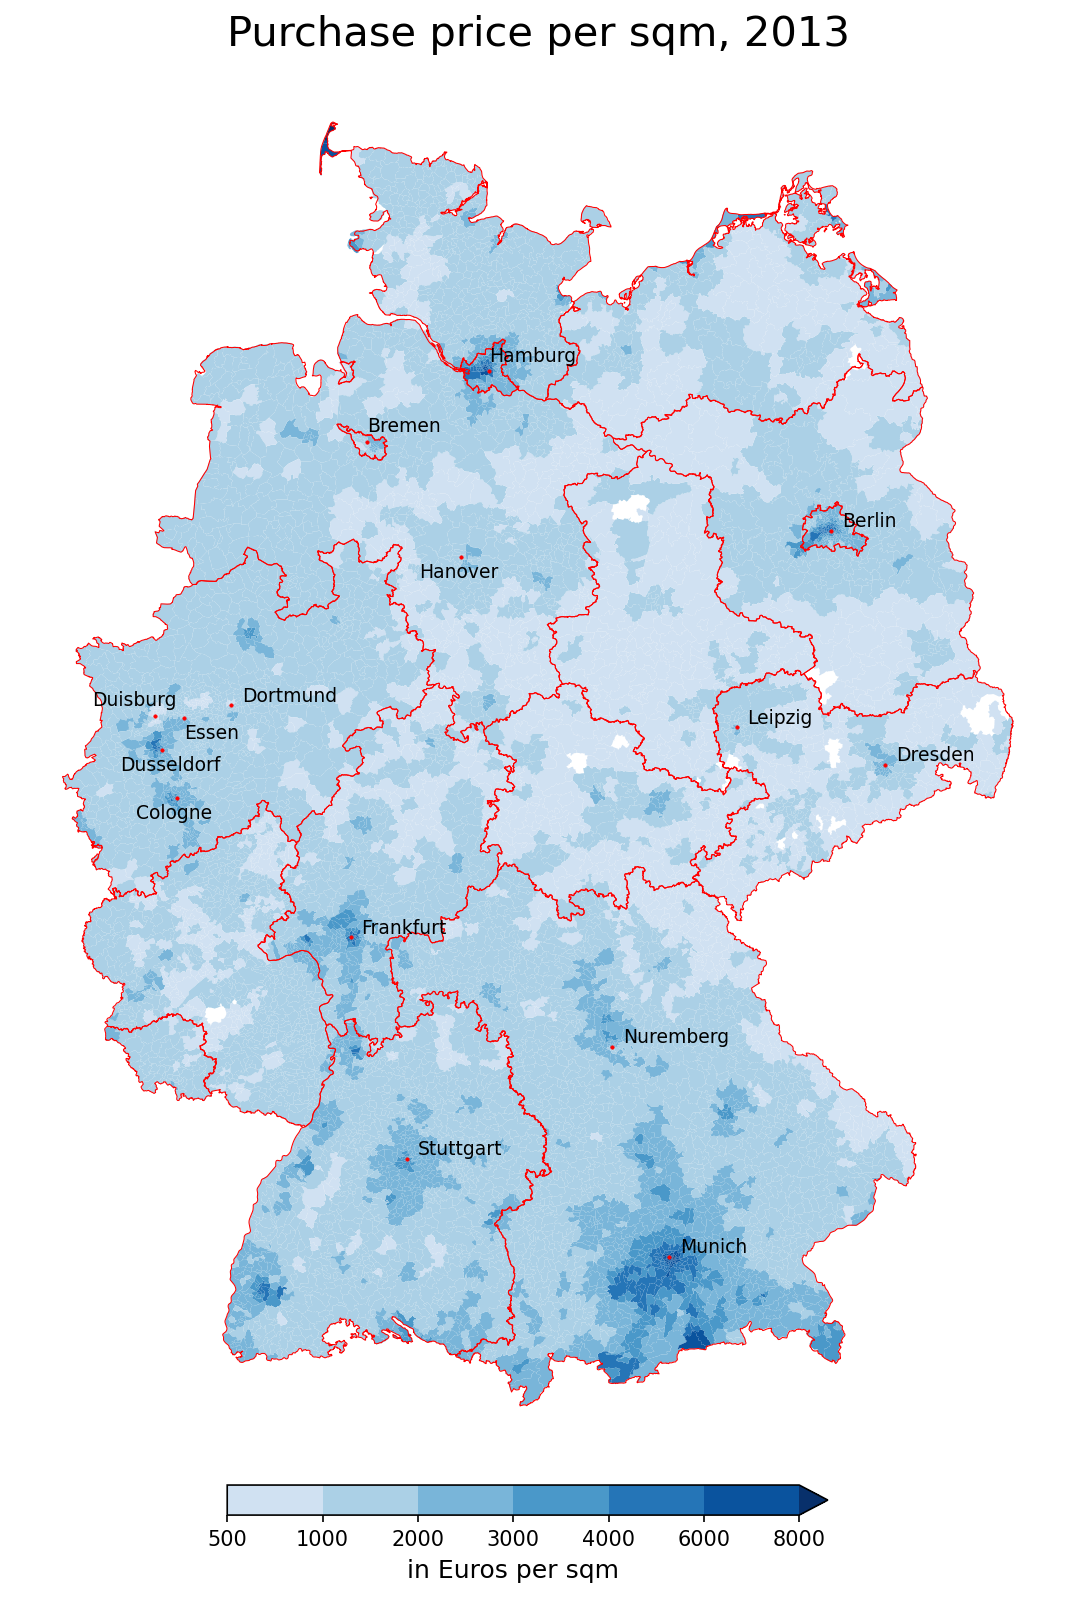 Purchase price per sqm, 2013
Hamburg
Bremen
Berlin
Hanover
Duisburg
Dortmund
Essen
Dusseldorf
Cologne
Leipzig
Dresden
Frankfurt
Nuremberg
Stuttgart
Munich
500 1000 2000 3000 4000 6000 8000
in Euros per sqm